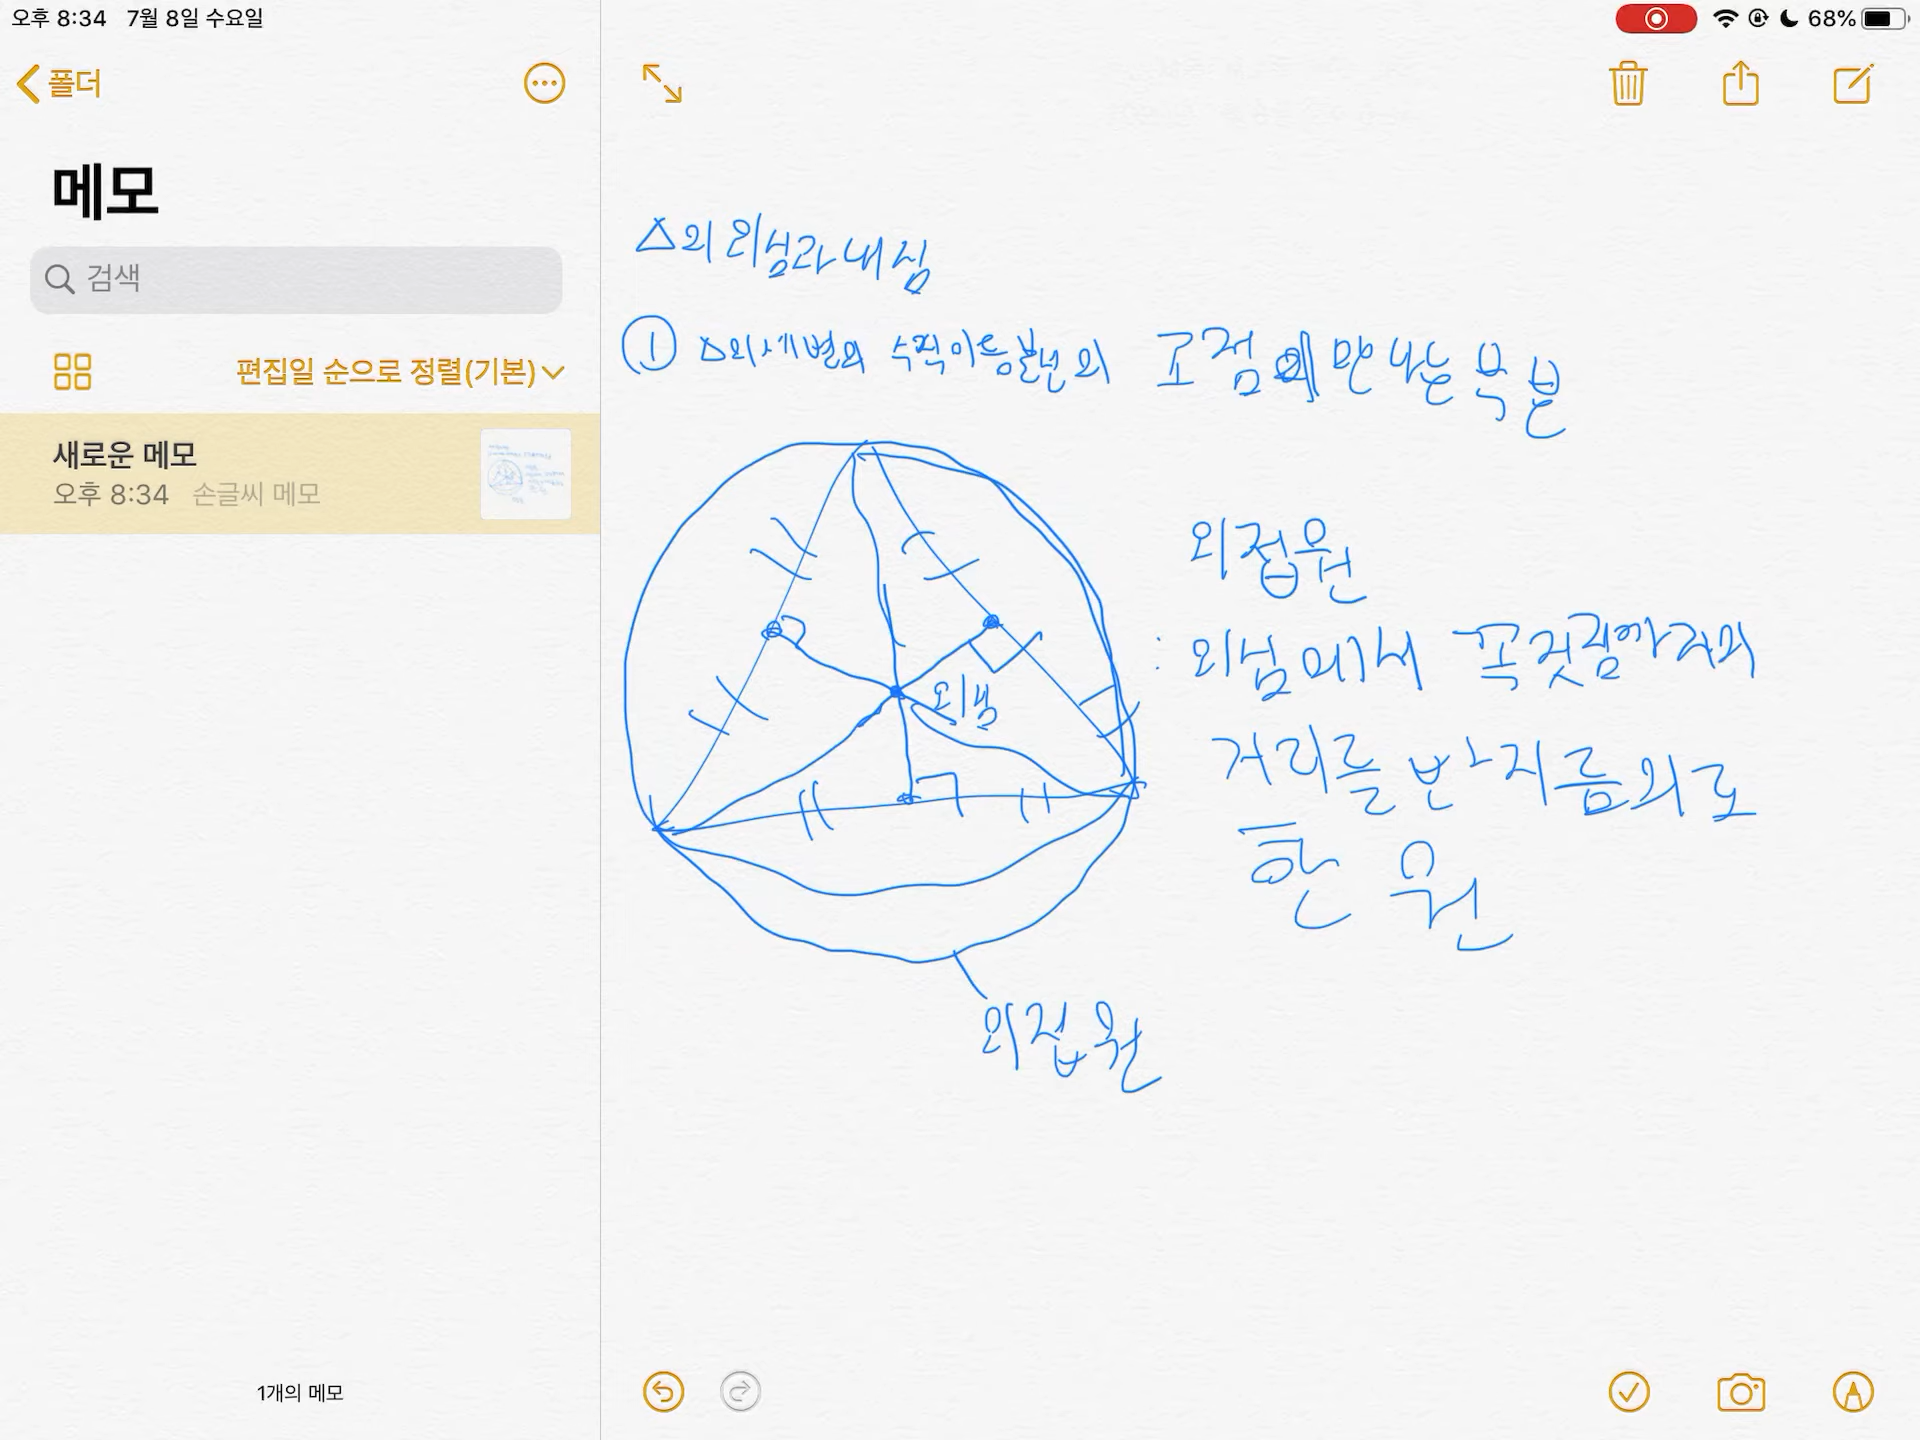 오후 8:34 7월 8일 수요일
68%
폴더
메모
검색
편집일 순으로 정렬(기본)
새로운 메모
오후 8:34 손글씨 메모
1개의 메모
△의 외심과 내심
① △의 세변의 수직이등분선의 교점에 만나는 부분
외심
외접원
: 외심에서 꼭짓점까지의
거리를 반지름의로
한 원
외접원